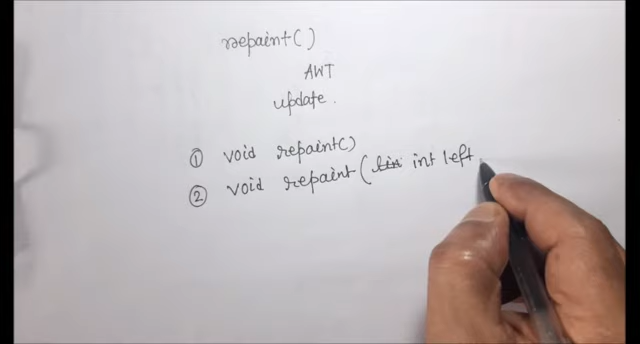 repaint()
AWT
update.
① void repaint()
② void repaint( int left,